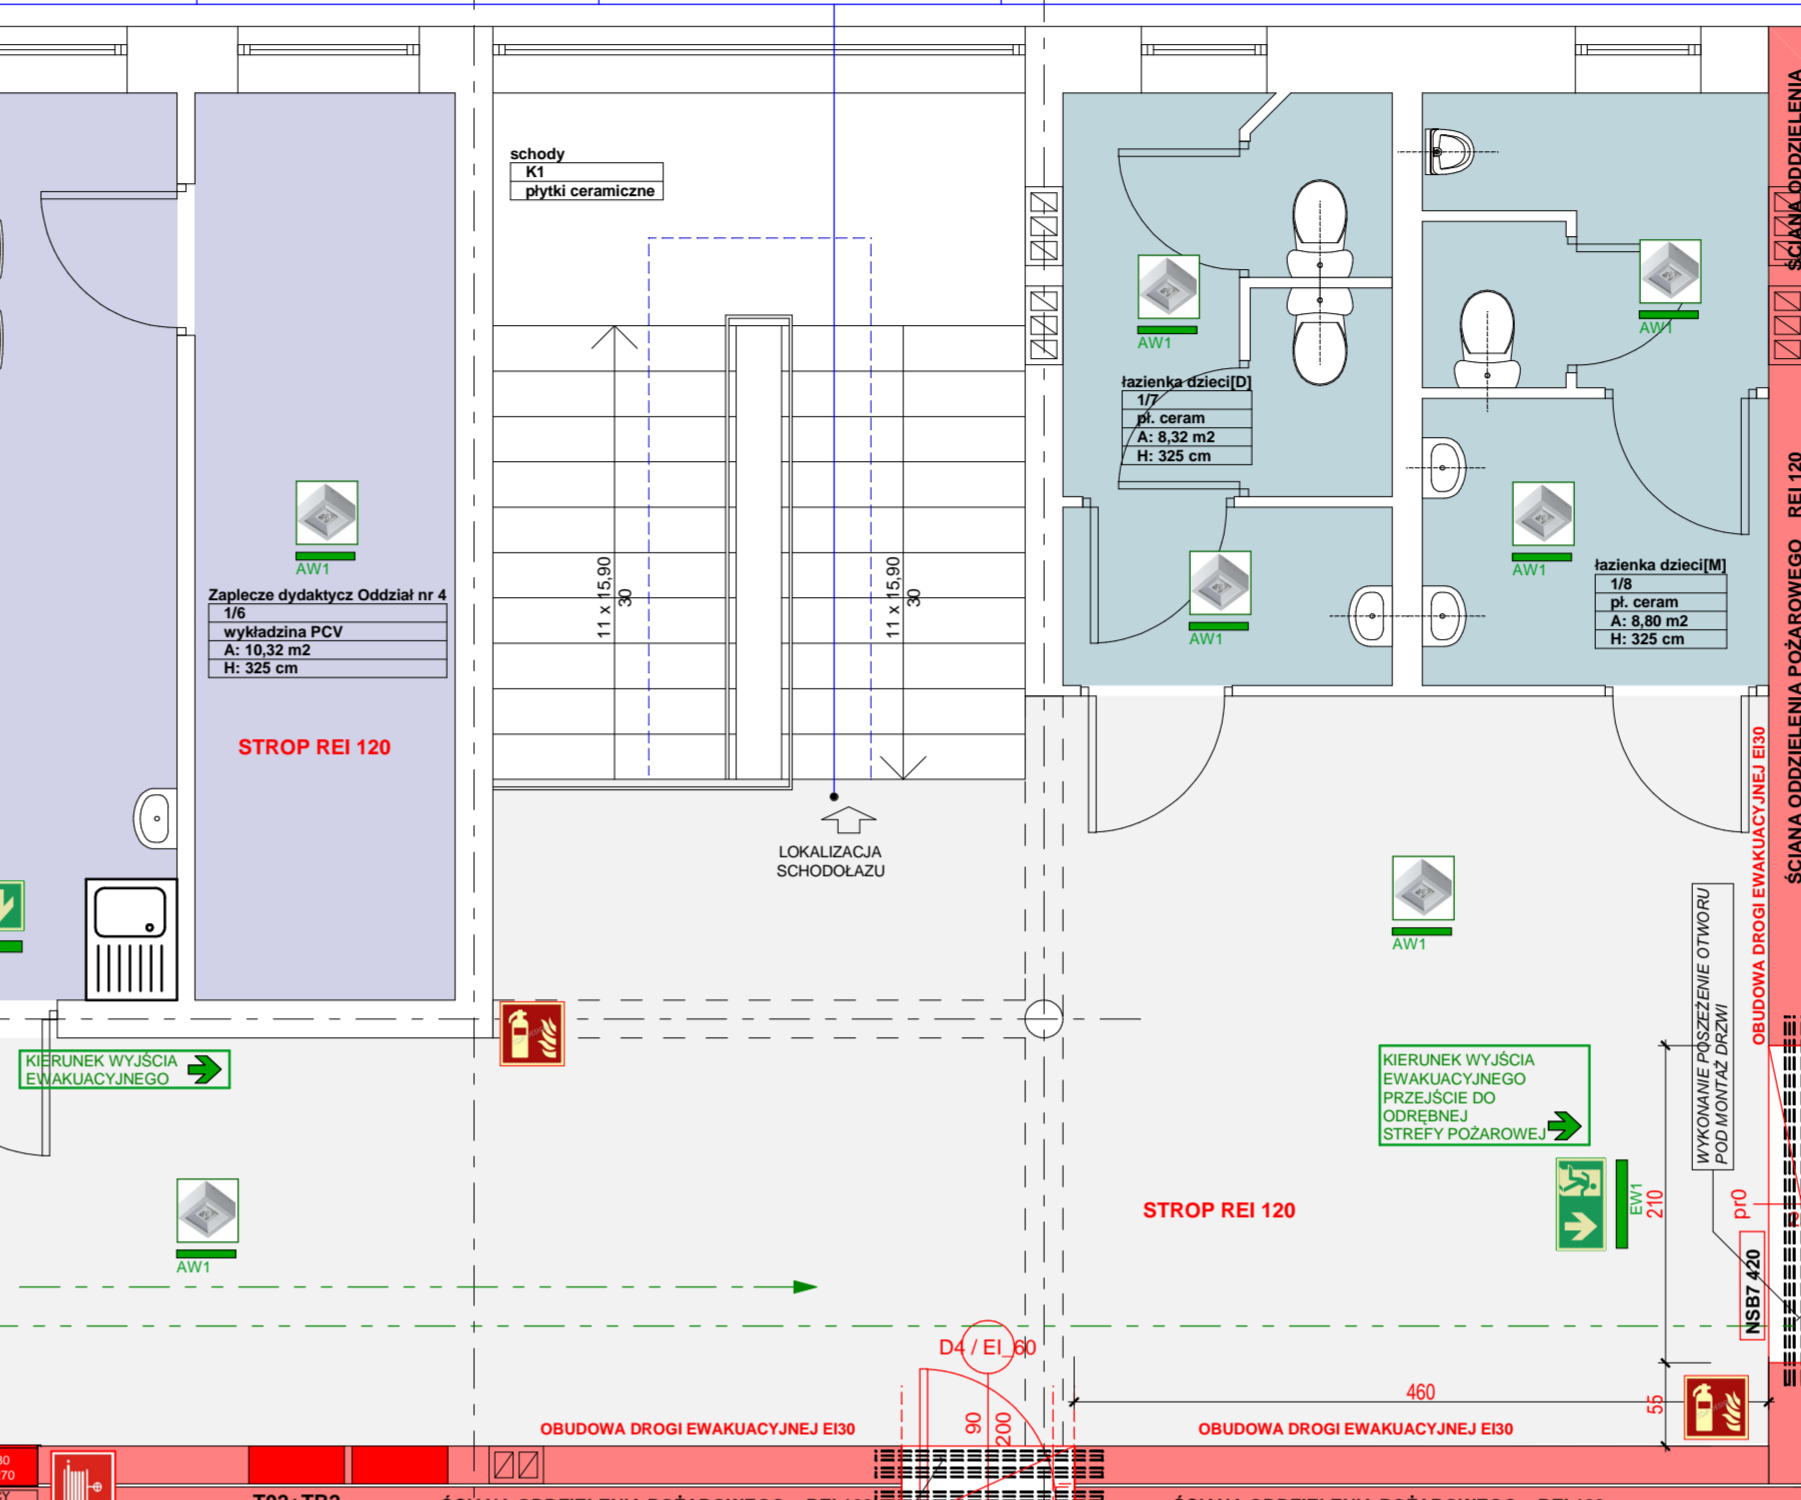 schody
K1
płytki ceramiczne
AW1
AW1
łazienka dzieci[D]
1/7
pł. ceram
A: 8,32 m2
H: 325 cm
AW1
Zaplecze dydaktycz Oddział nr 4
1/6
wykładzina PCV
A: 10,32 m2
H: 325 cm
STROP REI 120
11 x 15,90
30
11 x 15,90
30
AW1
AW1
łazienka dzieci[M]
1/8
pł. ceram
A: 8,80 m2
H: 325 cm
ŚCIANA ODDZIELENIA
ŚCIANA ODDZIELENIA POŻAROWEGO REI 120
OBUDOWA DROGI EWAKUACYJNEJ EI30
LOKALIZACJA
SCHODOŁAZU
AW1
WYKONANIE POSZEŻENIE OTWORU
POD MONTAŻ DRZWI
KIERUNEK WYJŚCIA
EWAKUACYJNEGO
KIERUNEK WYJŚCIA
EWAKUACYJNEGO
PRZEJŚCIE DO
ODRĘBNEJ
STREFY POŻAROWEJ
AW1
STROP REI 120
EW1
210
pr0
NSB7 420
D4 / EI_60
90
200
460
55
OBUDOWA DROGI EWAKUACYJNEJ EI30
OBUDOWA DROGI EWAKUACYJNEJ EI30